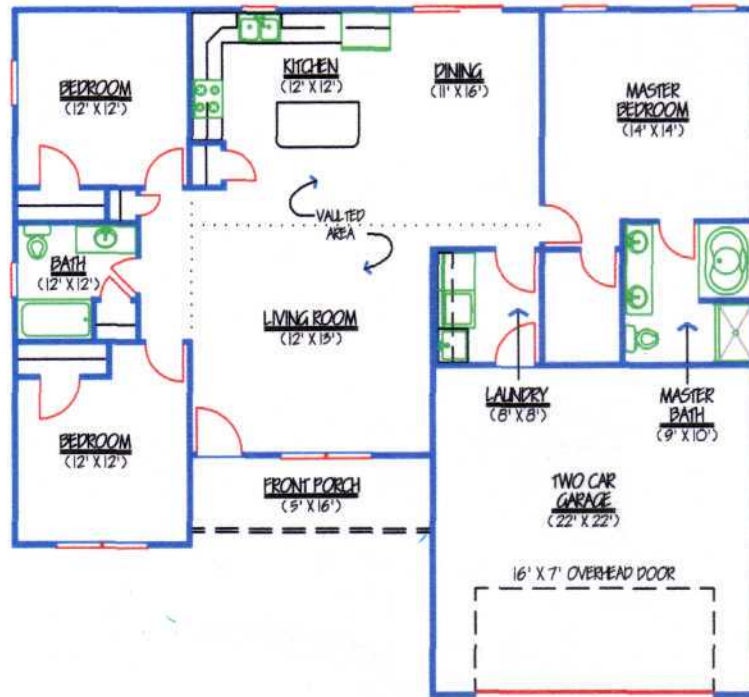 BEDROOM
(12' X 12')
KITCHEN
(12' X 12')
DINING
(11' X 16')
MASTER
BEDROOM
(14' X 14')
VAULTED
AREA
BATH
(12' X 12')
LIVING ROOM
(12' X 13')
LAUNDRY
(8' X 8')
MASTER
BATH
(9' X 10')
BEDROOM
(12' X 12')
FRONT PORCH
(5' X 16')
TWO CAR
GARAGE
(22' X 22')
16' X 7' OVERHEAD DOOR